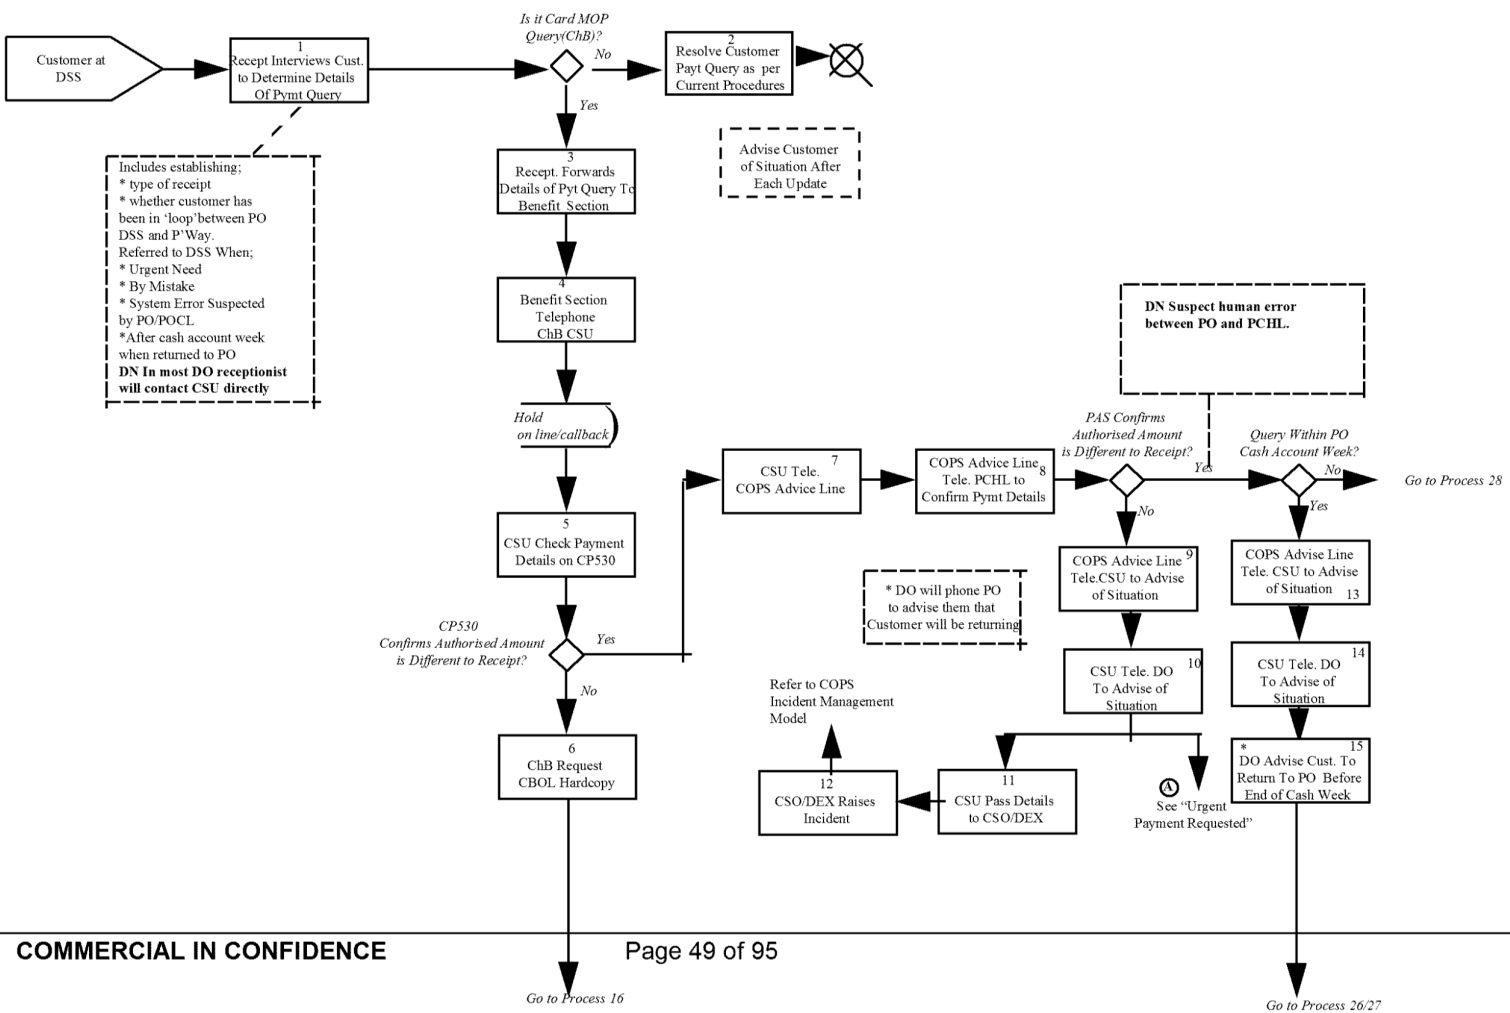 Is it Card MOP
Query(ChB)?
Customer at
DSS
1
Recept Interviews Cust.
to Determine Details
Of Pymt Query
No
2
Resolve Customer
Payt Query as per
Current Procedures
Yes
Includes establishing;
* type of receipt
* whether customer has
been in ‘loop’between PO
DSS and P’Way.
Referred to DSS When;
* Urgent Need
* By Mistake
* System Error Suspected
by PO/POCL
*After cash account week
when returned to PO
DN In most DO receptionist
will contact CSU directly
3
Recept. Forwards
Details of Pyt Query To
Benefit Section
Advise Customer
of Situation After
Each Update
4
Benefit Section
Telephone
ChB CSU
Hold
on line/callback
5
CSU Check Payment
Details on CP530
CP530
Confirms Authorised Amount
is Different to Receipt?
Yes
No
6
ChB Request
CBOL Hardcopy
7
CSU Tele.
COPS Advice Line
8
COPS Advice Line
Tele. PCHL to
Confirm Pymt Details
DN Suspect human error
between PO and PCHL.
PAS Confirms
Authorised Amount
is Different to Receipt?
Yes
Query Within PO
Cash Account Week?
No
Go to Process 28
No
Yes
9
COPS Advice Line
Tele.CSU to Advise
of Situation
COPS Advise Line
Tele. CSU to Advise
of Situation
13
* DO will phone PO
to advise them that
Customer will be returning
10
CSU Tele. DO
To Advise of
Situation
14
CSU Tele. DO
To Advise of
Situation
Refer to COPS
Incident Management
Model
12
CSO/DEX Raises
Incident
11
CSU Pass Details
to CSO/DEX
A
See “Urgent
Payment Requested”
* 15
DO Advise Cust. To
Return To PO Before
End of Cash Week
COMMERCIAL IN CONFIDENCE
Page 49 of 95
Go to Process 16
Go to Process 26/27